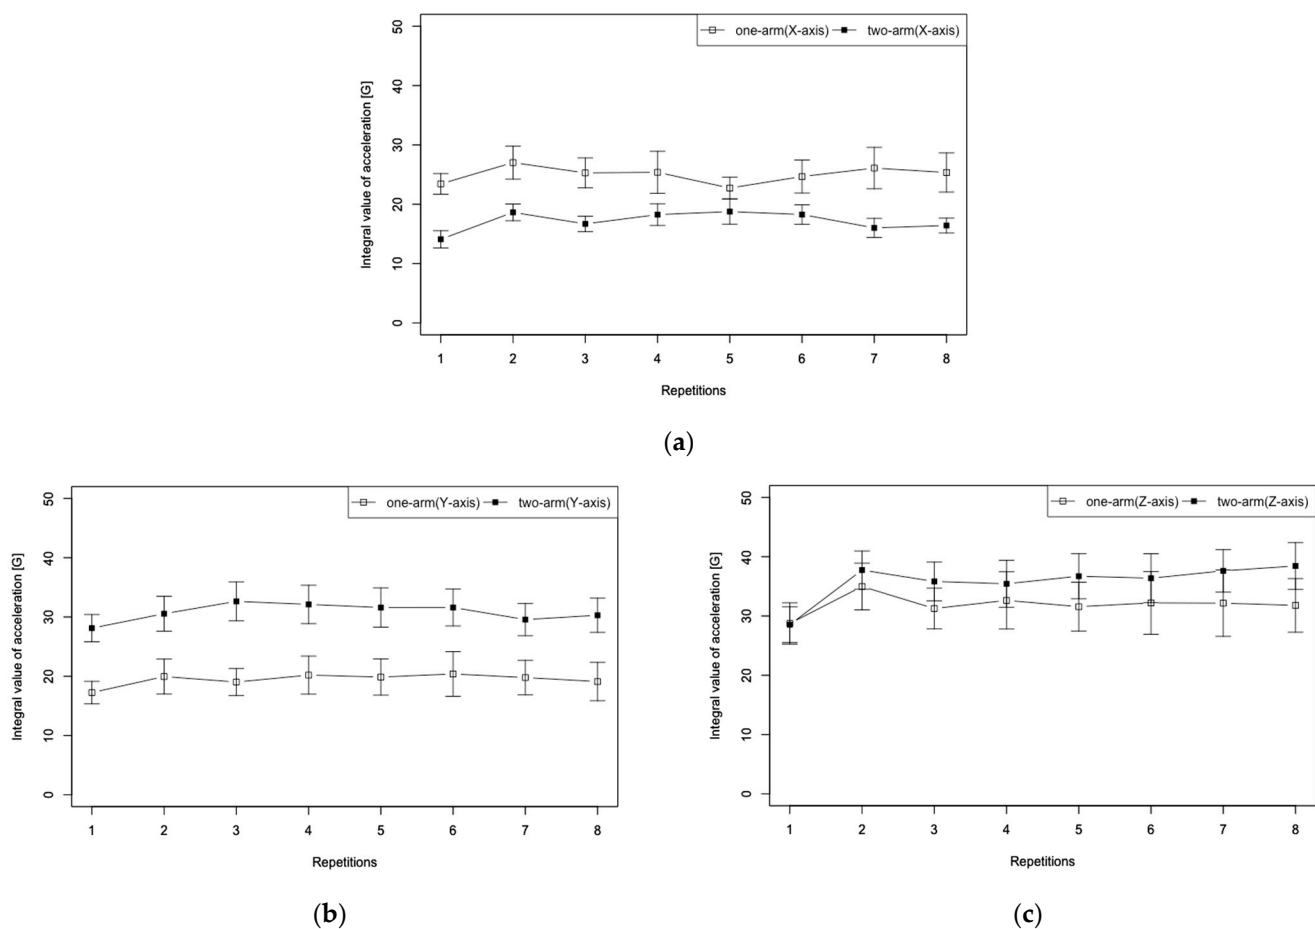 one-arm(X-axis) two-arm(X-axis)
Integral value of acceleration [G]
50
40
30
20
10
0
1 2 3 4 5 6 7 8
Repetitions
(a)
one-arm(Y-axis) two-arm(Y-axis)
Integral value of acceleration [G]
50
40
30
20
10
0
1 2 3 4 5 6 7 8
Repetitions
(b)
one-arm(Z-axis) two-arm(Z-axis)
Integral value of acceleration [G]
50
40
30
20
10
0
1 2 3 4 5 6 7 8
Repetitions
(c)